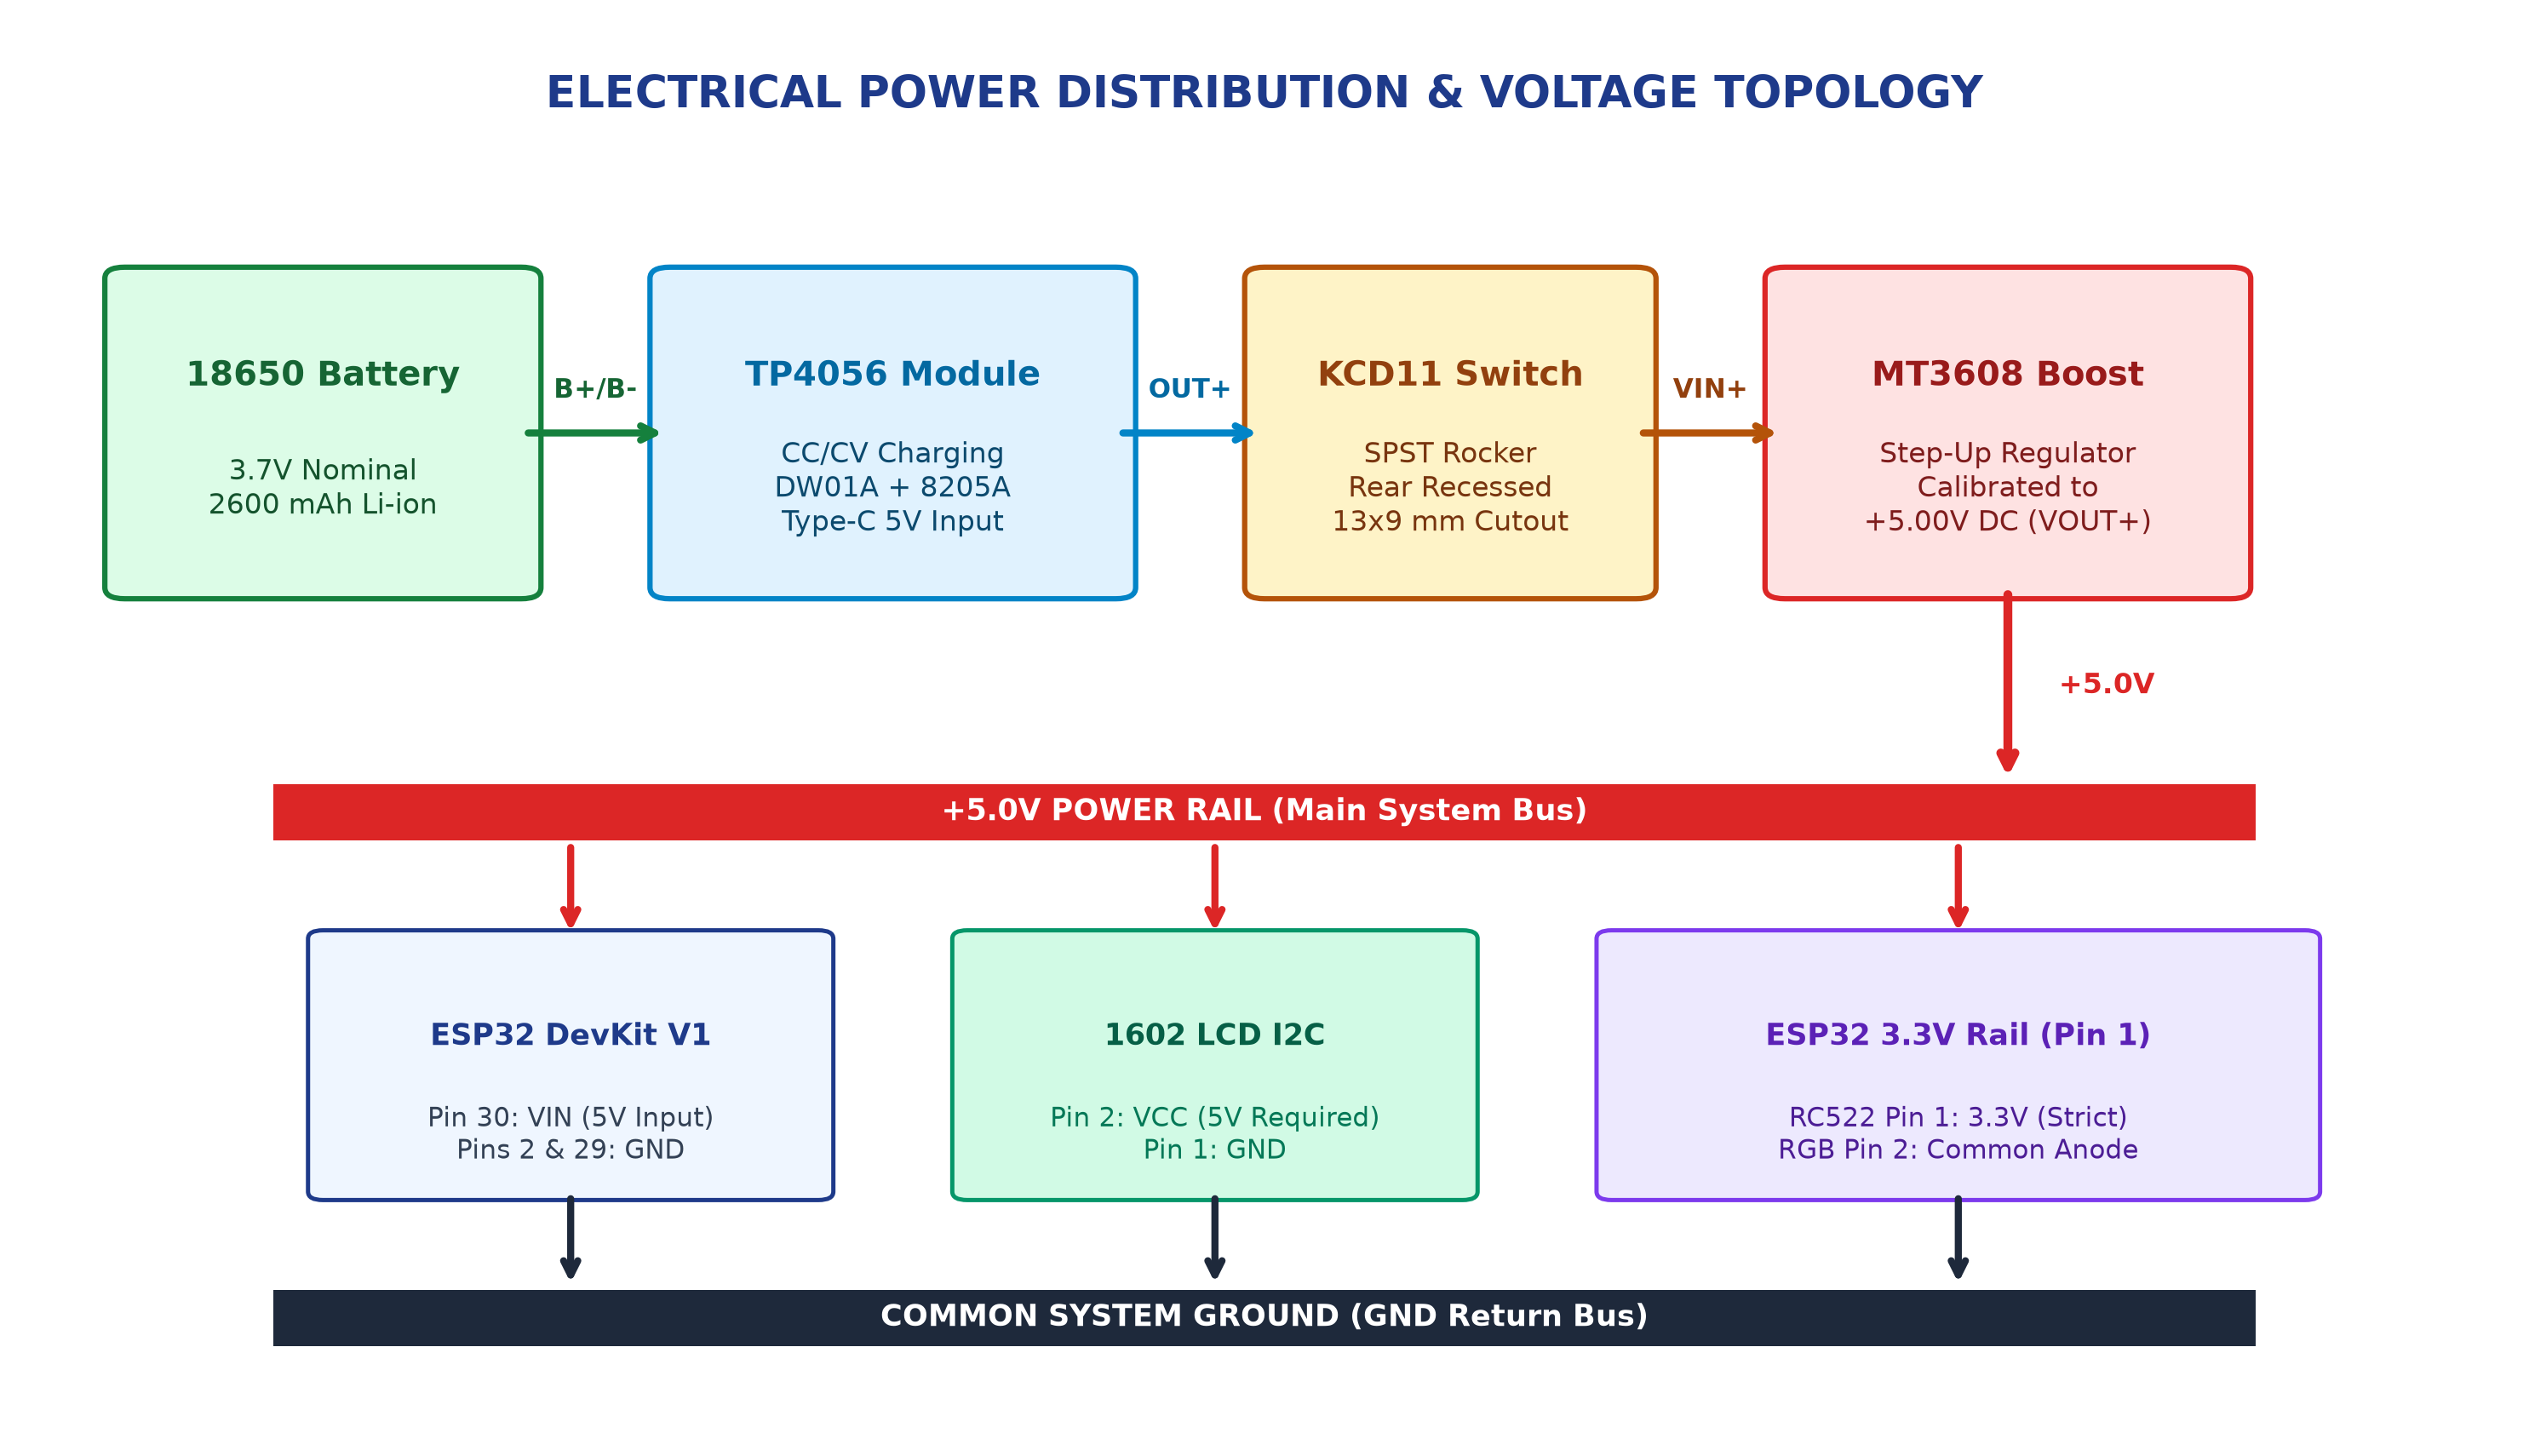 ELECTRICAL POWER DISTRIBUTION & VOLTAGE TOPOLOGY
18650 Battery
3.7V Nominal
2600 mAh Li-ion
B+/B-
TP4056 Module
CC/CV Charging
DW01A + 8205A
Type-C 5V Input
OUT+
KCD11 Switch
SPST Rocker
Rear Recessed
13x9 mm Cutout
VIN+
MT3608 Boost
Step-Up Regulator
Calibrated to
+5.00V DC (VOUT+)
+5.0V
+5.0V POWER RAIL (Main System Bus)
ESP32 DevKit V1
Pin 30: VIN (5V Input)
Pins 2 & 29: GND
1602 LCD I2C
Pin 2: VCC (5V Required)
Pin 1: GND
ESP32 3.3V Rail (Pin 1)
RC522 Pin 1: 3.3V (Strict)
RGB Pin 2: Common Anode
COMMON SYSTEM GROUND (GND Return Bus)